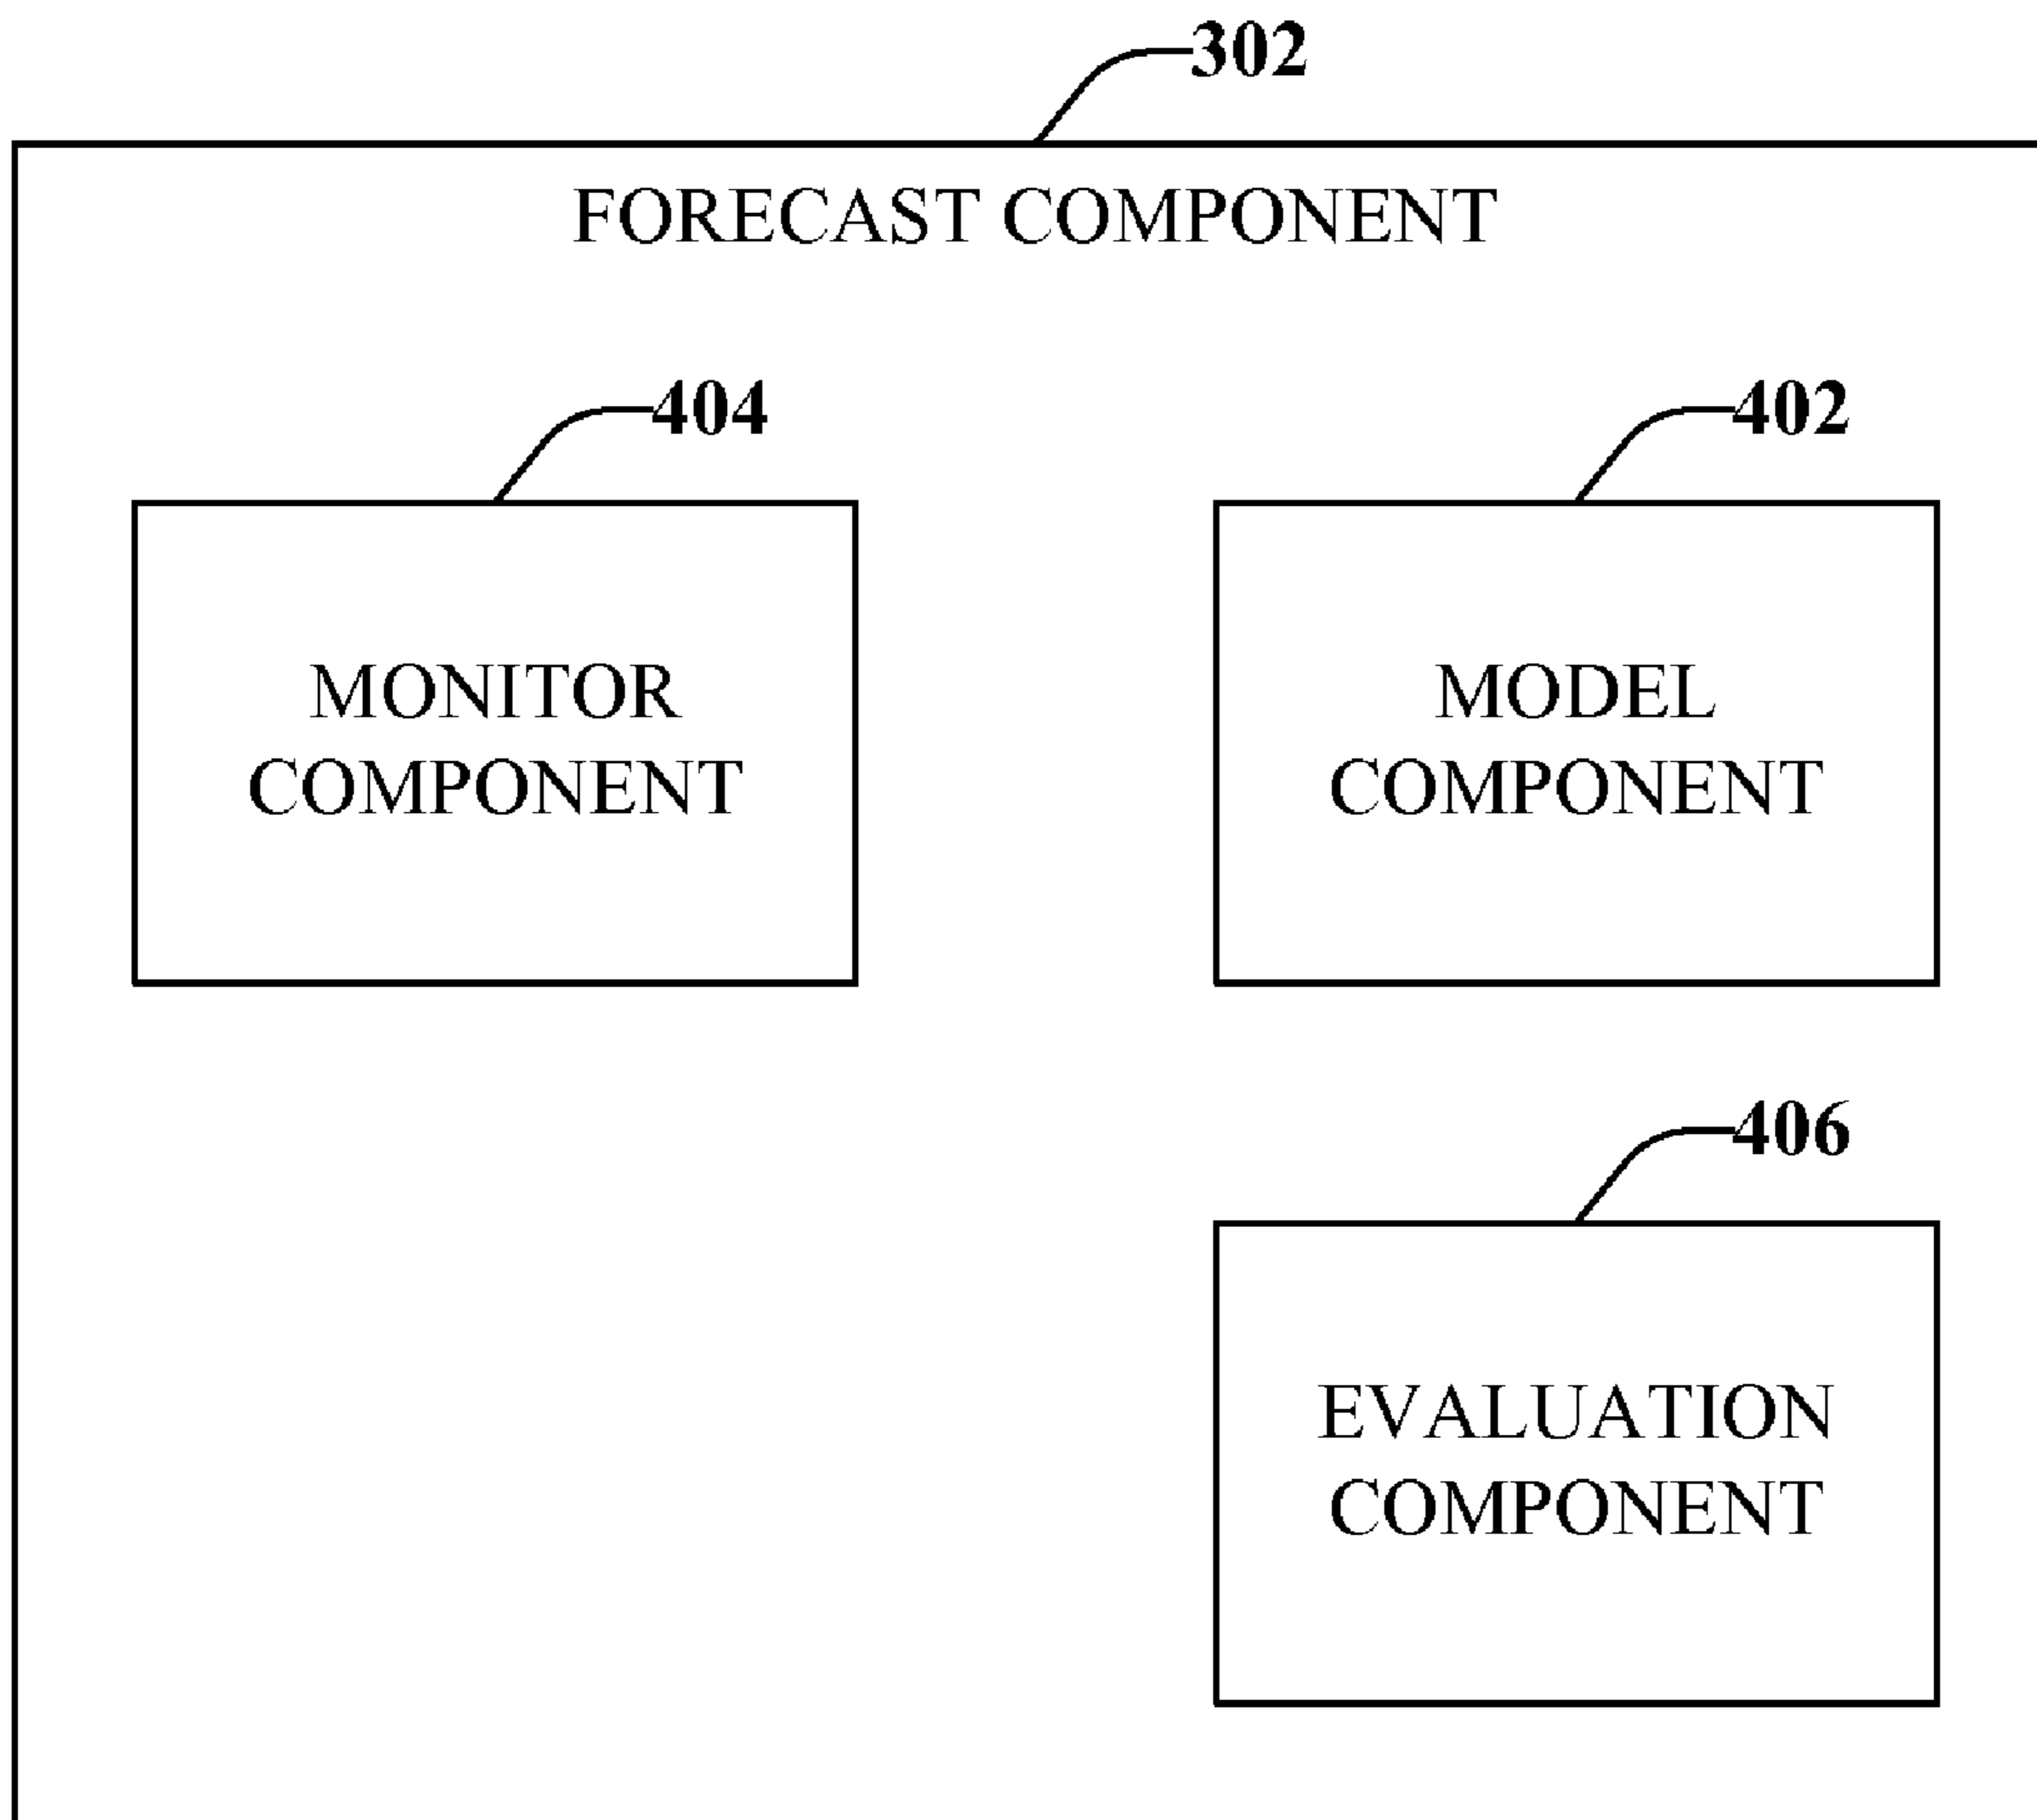 302
FORECAST COMPONENT
404
402
MONITOR
COMPONENT
MODEL
COMPONENT
406
EVALUATION
COMPONENT